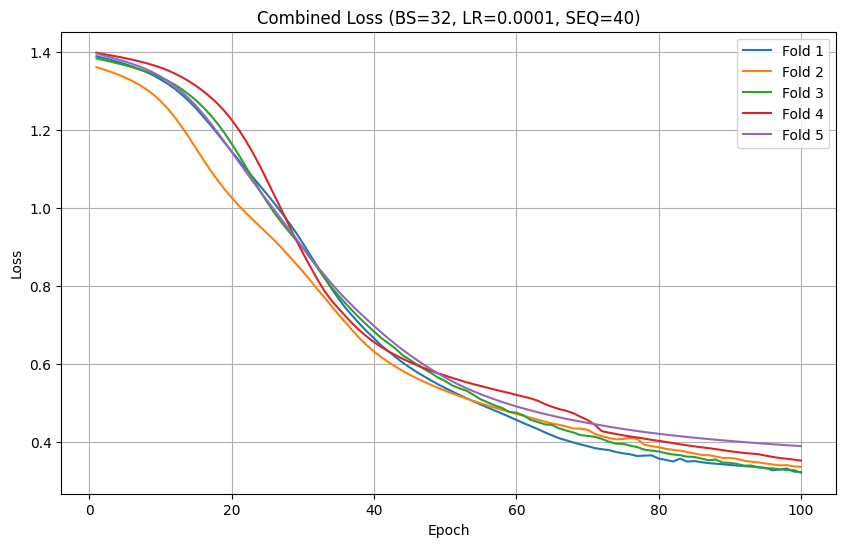 Combined Loss (BS=32, LR=0.0001, SEQ=40)
Fold 1
Fold 2
Fold 3
Fold 4
Fold 5
Loss
1.4
1.2
1.0
0.8
0.6
0.4
0
20
40
60
80
100
Epoch